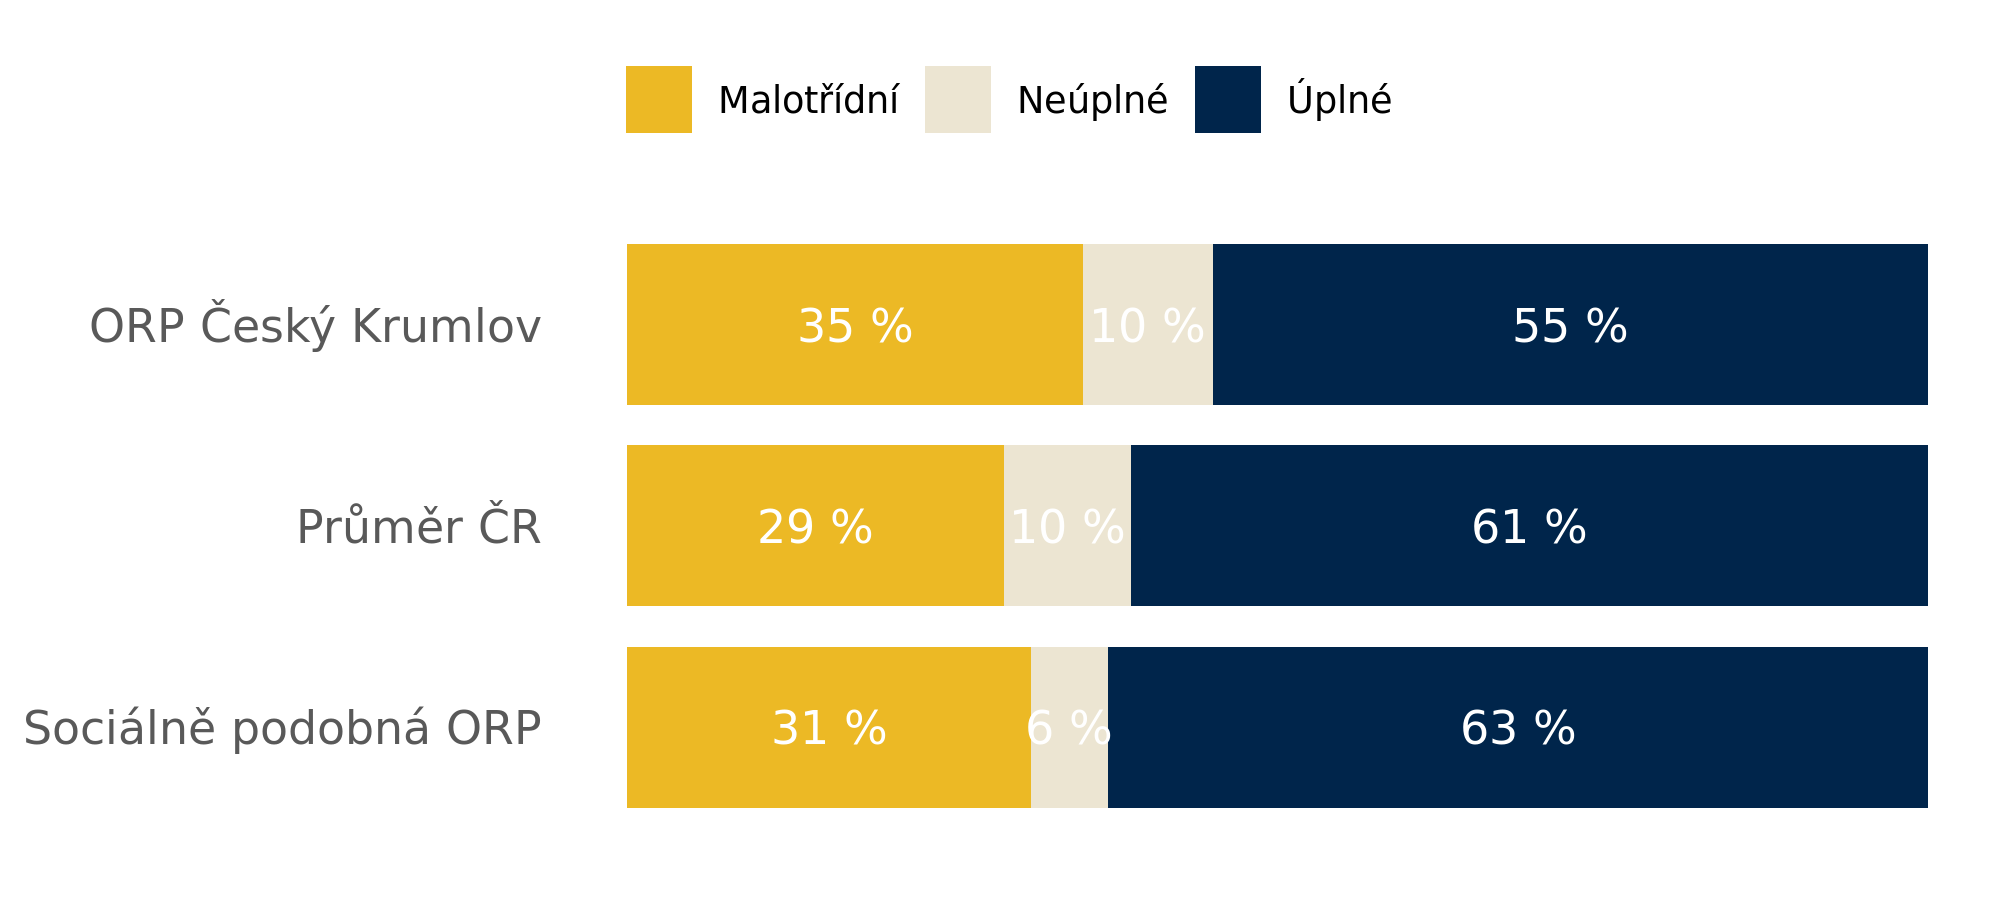 Malotřídní Neúplné Úplné
ORP Český Krumlov 35 % 10 % 55 %
Průměr ČR 29 % 10 % 61 %
Sociálně podobná ORP 31 % 6 % 63 %